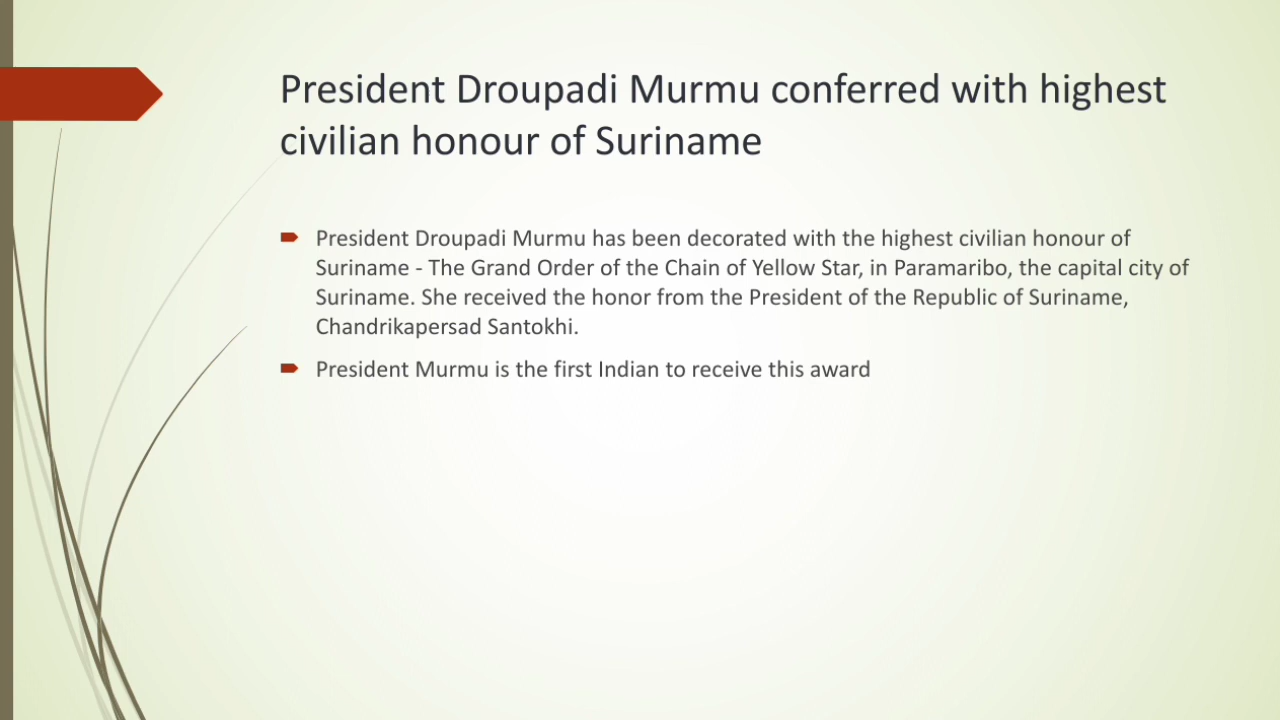 President Droupadi Murmu conferred with highest
civilian honour of Suriname
President Droupadi Murmu has been decorated with the highest civilian honour of
Suriname - The Grand Order of the Chain of Yellow Star, in Paramaribo, the capital city of
Suriname. She received the honor from the President of the Republic of Suriname,
Chandrikapersad Santokhi.
President Murmu is the first Indian to receive this award